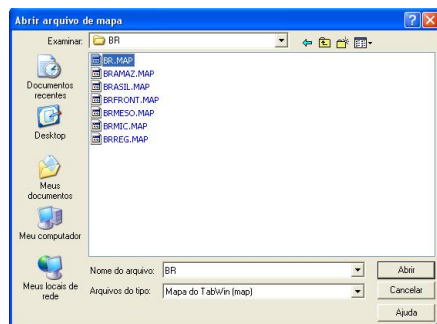 Abrir arquivo de mapa
Examinar: BR
BR.MAP
BRAMAZ.MAP
BRASIL.MAP
BRFRONT.MAP
BRMESO.MAP
BRMIC.MAP
BRREG.MAP
Documentos
recentes
Desktop
Meus
documentos
Meu computador
Meus locais de
rede
Nome do arquivo: BR Abrir
Arquivos do tipo: Mapa do TabWin (map) Cancelar
Ajuda